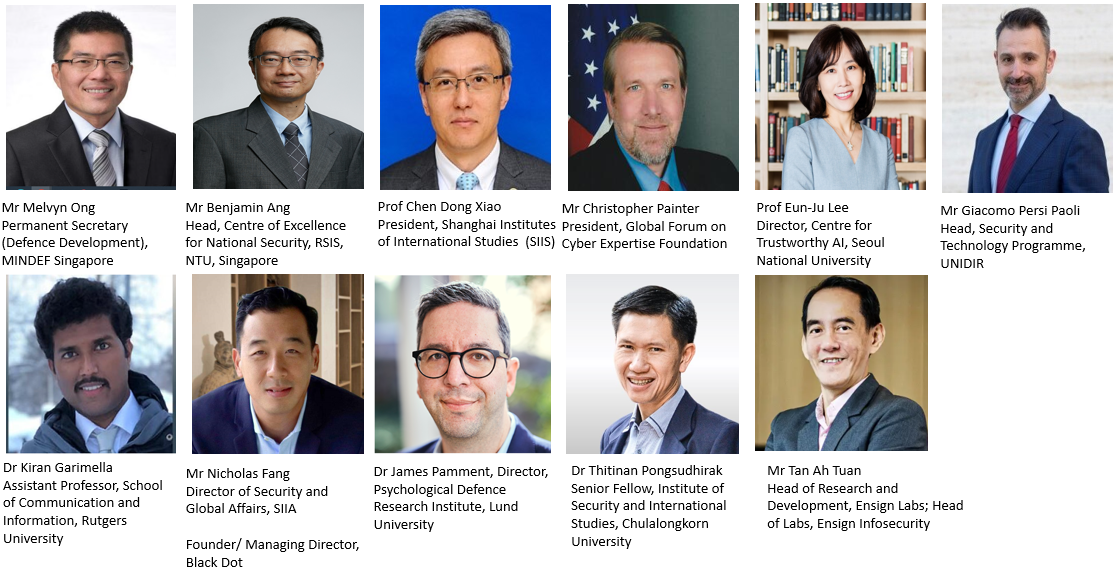 Mr Melvyn Ong
Permanent Secretary
(Defence Development),
MINDEF Singapore
Mr Benjamin Ang
Head, Centre of Excellence
for National Security, RSIS,
NTU, Singapore
Prof Chen Dong Xiao
President, Shanghai Institutes
of International Studies (SIIS)
Mr Christopher Painter
President, Global Forum on
Cyber Expertise Foundation
Prof Eun-Ju Lee
Director, Centre for
Trustworthy AI, Seoul
National University
Mr Giacomo Persi Paoli
Head, Security and
Technology Programme,
UNIDIR
Dr Kiran Garimella
Assistant Professor, School
of Communication and
Information, Rutgers
University
Mr Nicholas Fang
Director of Security and
Global Affairs, SIIA
Founder/ Managing Director,
Black Dot
Dr James Pamment, Director,
Psychological Defence
Research Institute, Lund
University
Dr Thitinan Pongsudhirak
Senior Fellow, Institute of
Security and International
Studies, Chulalongkorn
University
Mr Tan Ah Tuan
Head of Research and
Development, Ensign Labs; Head
of Labs, Ensign Infosecurity